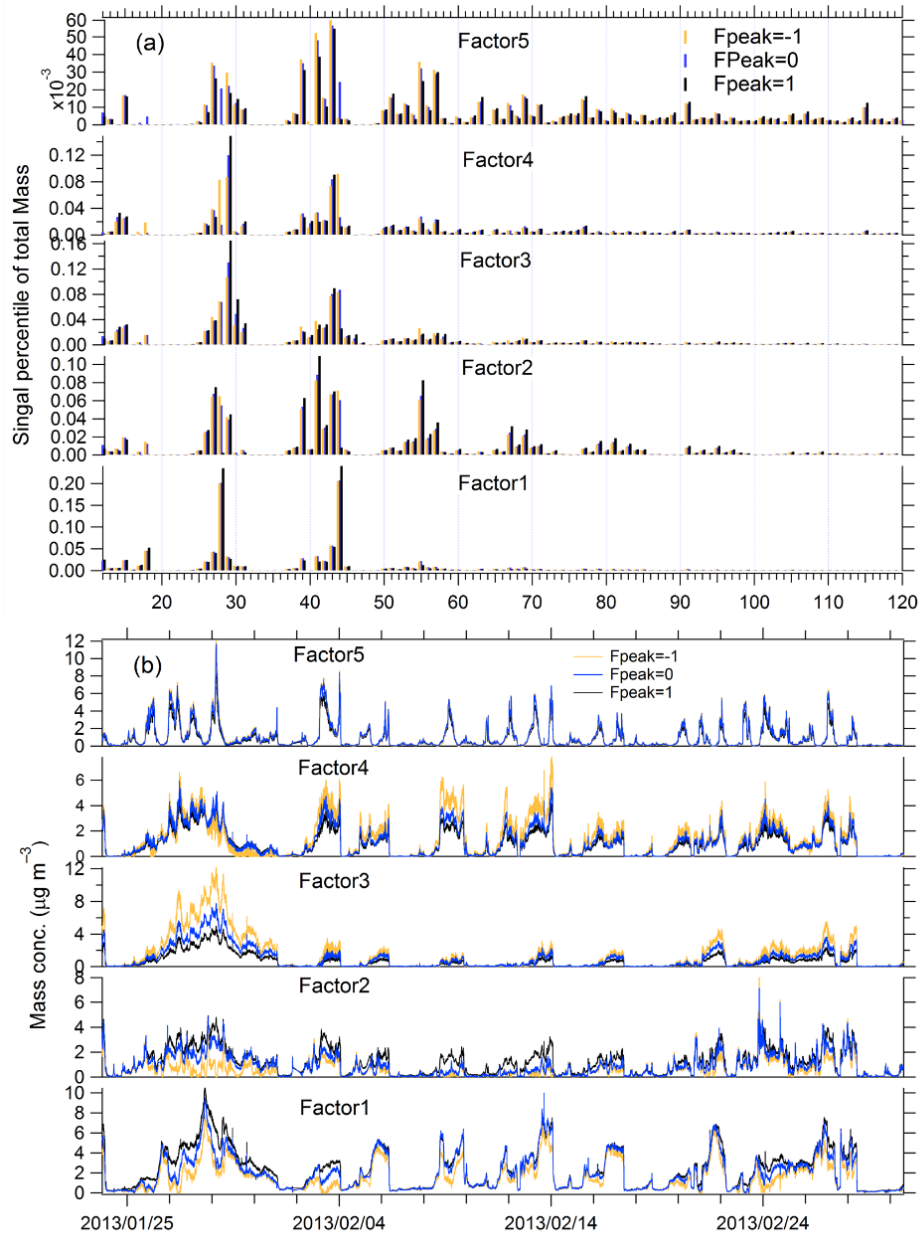 (a)
Factor5
Fpeak=-1
FPeak=0
Fpeak=1
60
50
40
30
20
10
0
x10⁻³
Factor4
0.12
0.08
0.04
0.00
Factor3
0.16
0.12
0.08
0.04
0.00
Factor2
0.10
0.08
0.06
0.04
0.02
0.00
Factor1
0.20
0.15
0.10
0.05
0.00
Singal percentile of total Mass
20 30 40 50 60 70 80 90 100 110 120
(b)
Factor5
Fpeak=-1
Fpeak=0
Fpeak=1
12
10
8
6
4
2
0
Factor4
8
6
4
2
0
Factor3
12
8
4
0
Factor2
8
6
4
2
0
Factor1
10
8
6
4
2
0
Mass conc. (µg m⁻³)
2013/01/25 2013/02/04 2013/02/14 2013/02/24